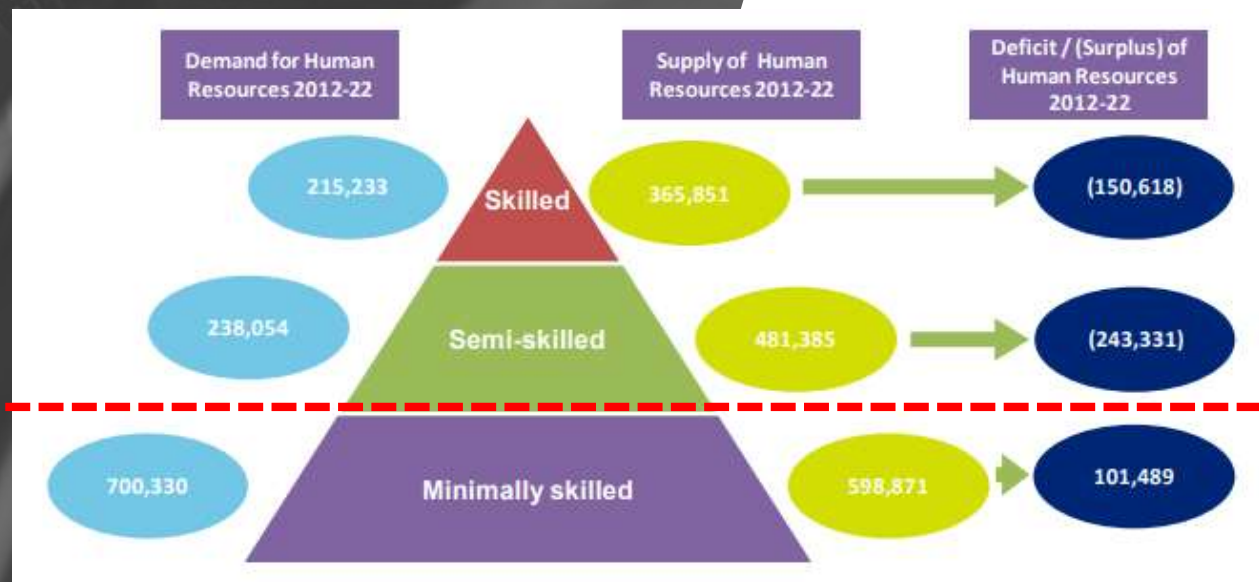 Demand for Human
Resources 2012-22
Supply of Human
Resources 2012-22
Deficit / (Surplus) of
Human Resources
2012-22
215,233
Skilled
365,851
(150,618)
238,054
Semi-skilled
481,385
(243,331)
700,330
Minimally skilled
598,871
101,489